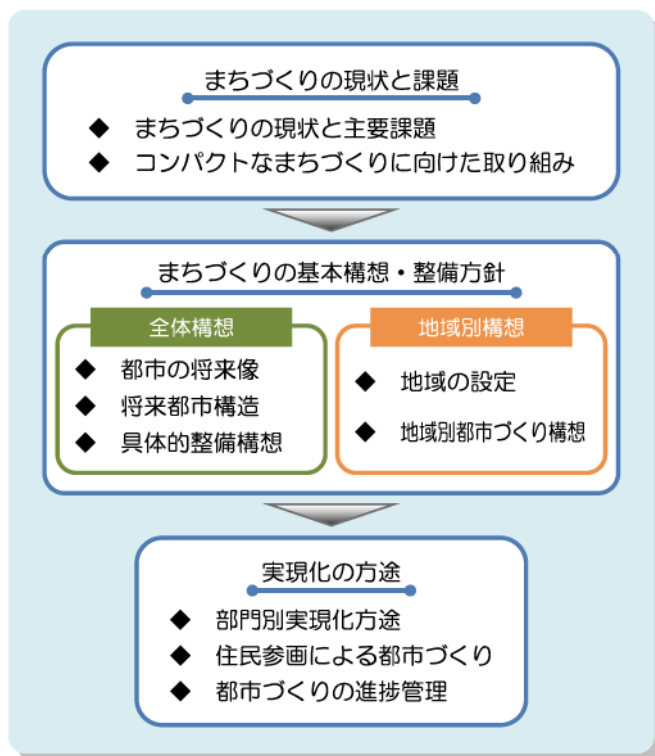 まちづくりの現状と課題
◆ まちづくりの現状と主要課題
◆ コンパクトなまちづくりに向けた取り組み
まちづくりの基本構想・整備方針
全体構想
◆ 都市の将来像
◆ 将来都市構造
◆ 具体的整備構想
地域別構想
◆ 地域の設定
◆ 地域別都市づくり構想
実現化の方途
◆ 部門別実現化方途
◆ 住民参画による都市づくり
◆ 都市づくりの進捗管理